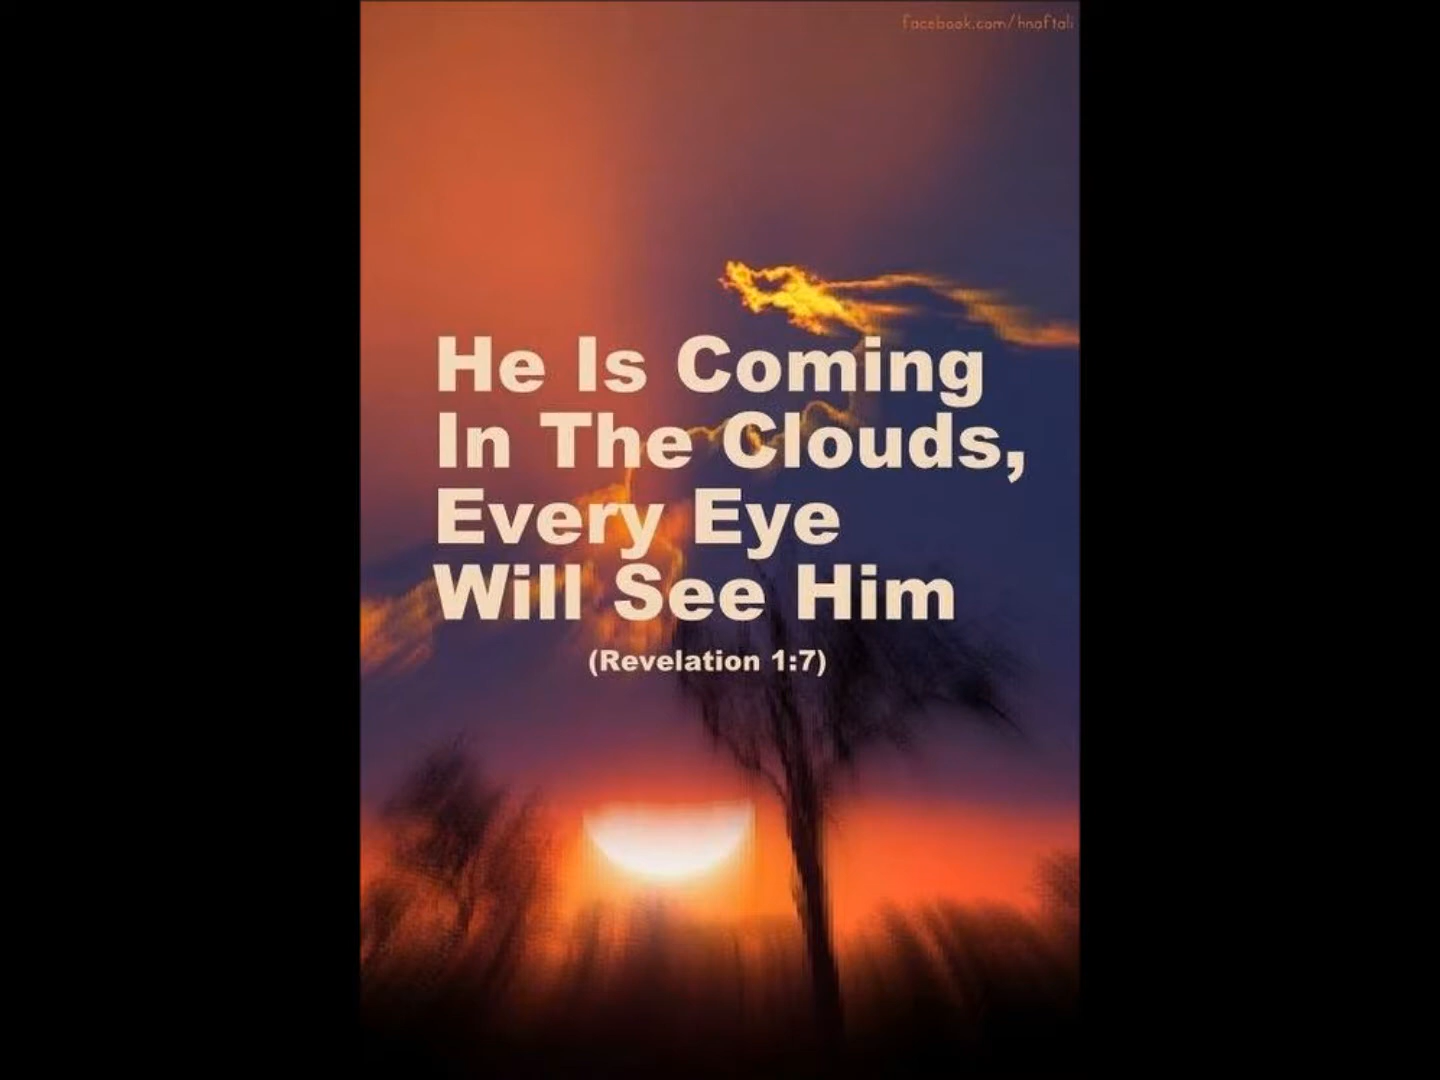 facebook.com/hnaftali
He Is Coming
In The Clouds,
Every Eye
Will See Him
(Revelation 1:7)